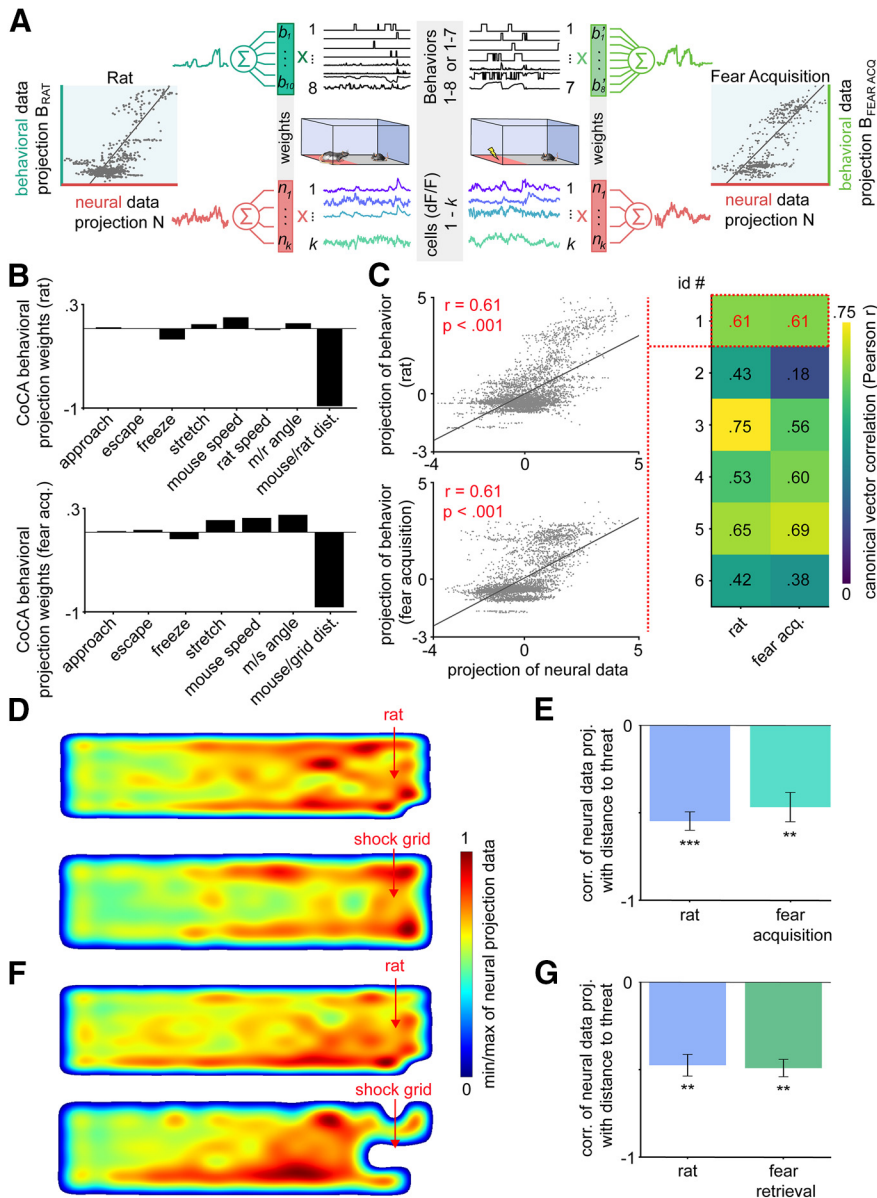 A
b1
b10
X
1
8
Behaviors
1-8 or 1-7
1
7
X
b'1
b'8
Σ
Σ
Rat
behavioral data
projection BRAT
neural data
projection N
weights
weights
Fear Acquisition
behavioral data
projection BFEAR ACQ
neural data
projection N
Σ
n1
nk
X
1
k
cells (dF/F)
1 - k
1
k
X
n1
nk
Σ
B
CoCA behavioral
projection weights (rat)
.3
-1
approach
escape
freeze
stretch
mouse speed
rat speed
m/r angle
mouse/rat dist.
CoCA behavioral
projection weights (fear acq.)
.3
-1
approach
escape
freeze
stretch
mouse speed
m/s angle
mouse/grid dist.
C
projection of behavior
(rat)
5
0
-3
r = 0.61
p < .001
-4
0
5
projection of behavior
(fear acquisition)
5
0
-3
r = 0.61
p < .001
-4
0
5
projection of neural data
id #
1
.61
.61
2
.43
.18
3
.75
.56
4
.53
.60
5
.65
.69
6
.42
.38
rat
fear acq.
.75
0
canonical vector correlation (Pearson r)
D
rat
shock grid
1
0
min/max of neural projection data
E
corr. of neural data proj.
with distance to threat
0
-1
***
**
rat
fear
acquisition
F
rat
shock grid
G
corr. of neural data proj.
with distance to threat
0
-1
**
**
rat
fear
retrieval